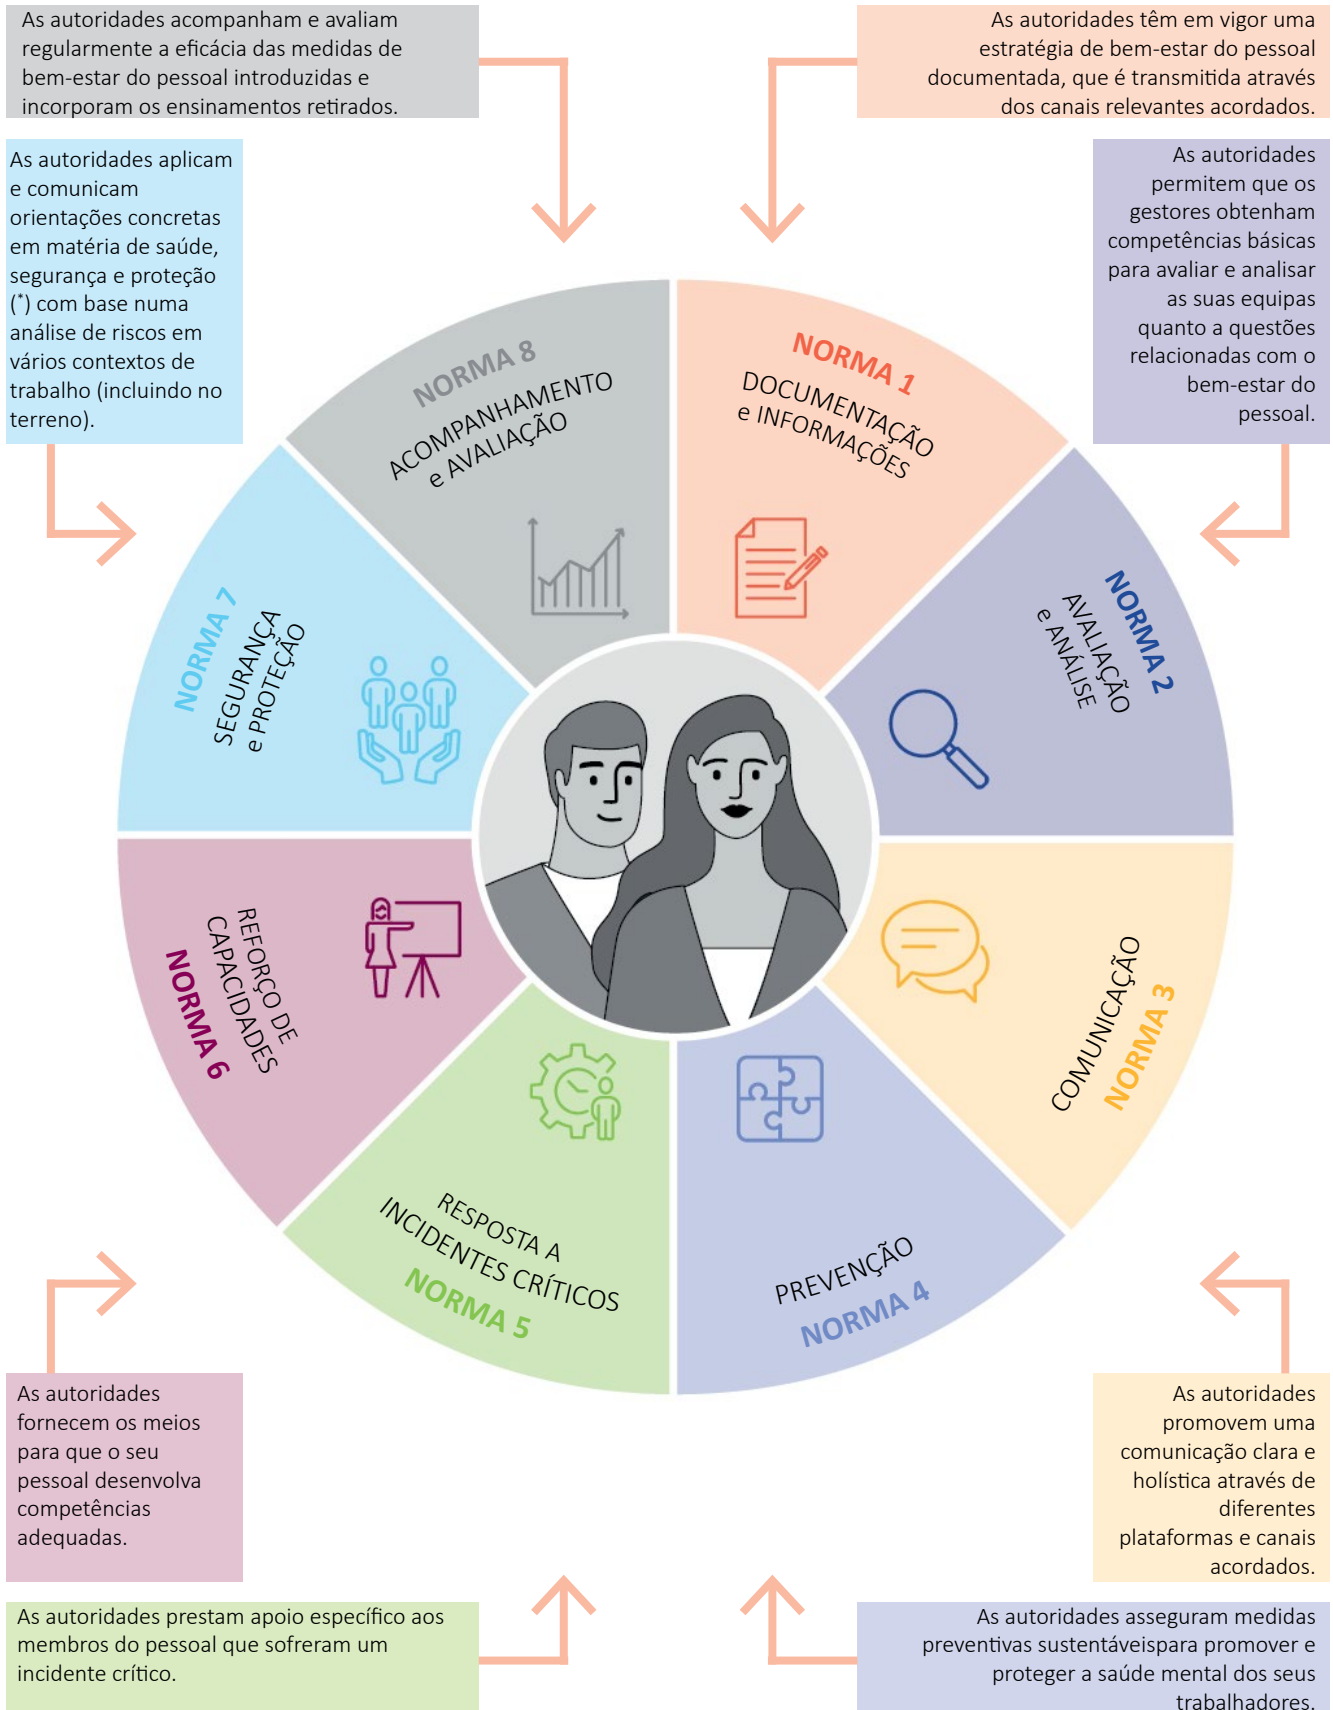 As autoridades acompanham e avaliam
regularmente a eficácia das medidas de
bem-estar do pessoal introduzidas e
incorporam os ensinamentos retirados.
As autoridades têm em vigor uma
estratégia de bem-estar do pessoal
documentada, que é transmitida através
dos canais relevantes acordados.
As autoridades aplicam
e comunicam
orientações concretas
em matéria de saúde,
segurança e proteção
(*) com base numa
análise de riscos em
vários contextos de
trabalho (incluindo no
terreno).
As autoridades
permitem que os
gestores obtenham
competências básicas
para avaliar e analisar
as suas equipas
quanto a questões
relacionadas com o
bem-estar do
pessoal.
NORMA 8
ACOMPANHAMENTO
e AVALIAÇÃO
NORMA 1
DOCUMENTAÇÃO
e INFORMAÇÕES
NORMA 7
SEGURANÇA
e PROTEÇÃO
NORMA 2
AVALIAÇÃO
e ANÁLISE
REFORÇO DE
CAPACIDADES
NORMA 6
COMUNICAÇÃO
NORMA 3
RESPOSTA A
INCIDENTES CRÍTICOS
NORMA 5
PREVENÇÃO
NORMA 4
As autoridades
fornecem os meios
para que o seu
pessoal desenvolva
competências
adequadas.
As autoridades
promovem uma
comunicação clara e
holística através de
diferentes
plataformas e canais
acordados.
As autoridades prestam apoio específico aos
membros do pessoal que sofreram um
incidente crítico.
As autoridades asseguram medidas
preventivas sustentáveispara promover e
proteger a saúde mental dos seus
trabalhadores.